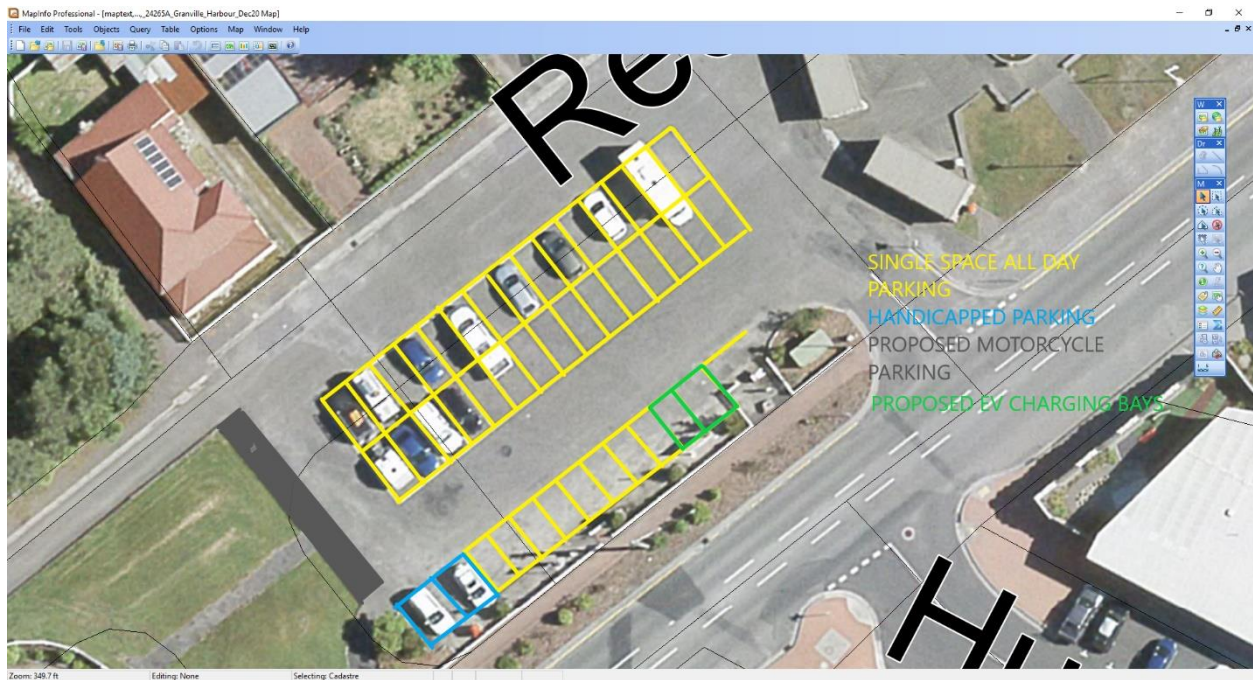 MapInfo Professional - [maptext,...,_24265A_Granville_Harbour_Dec20 Map]
File Edit Tools Objects Query Table Options Map Window Help
W
Dr
M
Re
SINGLE SPACE ALL DAY
PARKING
HANDICAPPED PARKING
PROPOSED MOTORCYCLE
PARKING
PROPOSED EV CHARGING BAYS
Hu
Zoom: 349.7 ft Editing: None Selecting: Cadastre